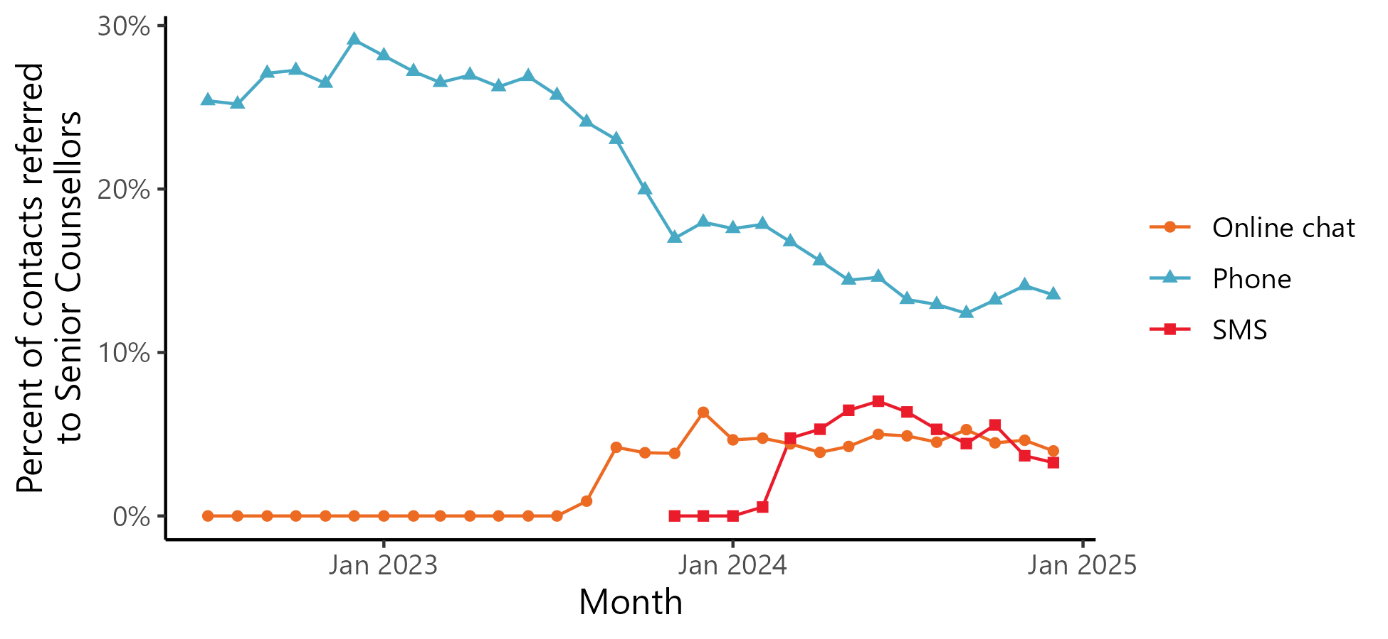 Percent of contacts referred
to Senior Counsellors
30%
20%
10%
0%
Jan 2023
Jan 2024
Jan 2025
Month
Online chat
Phone
SMS